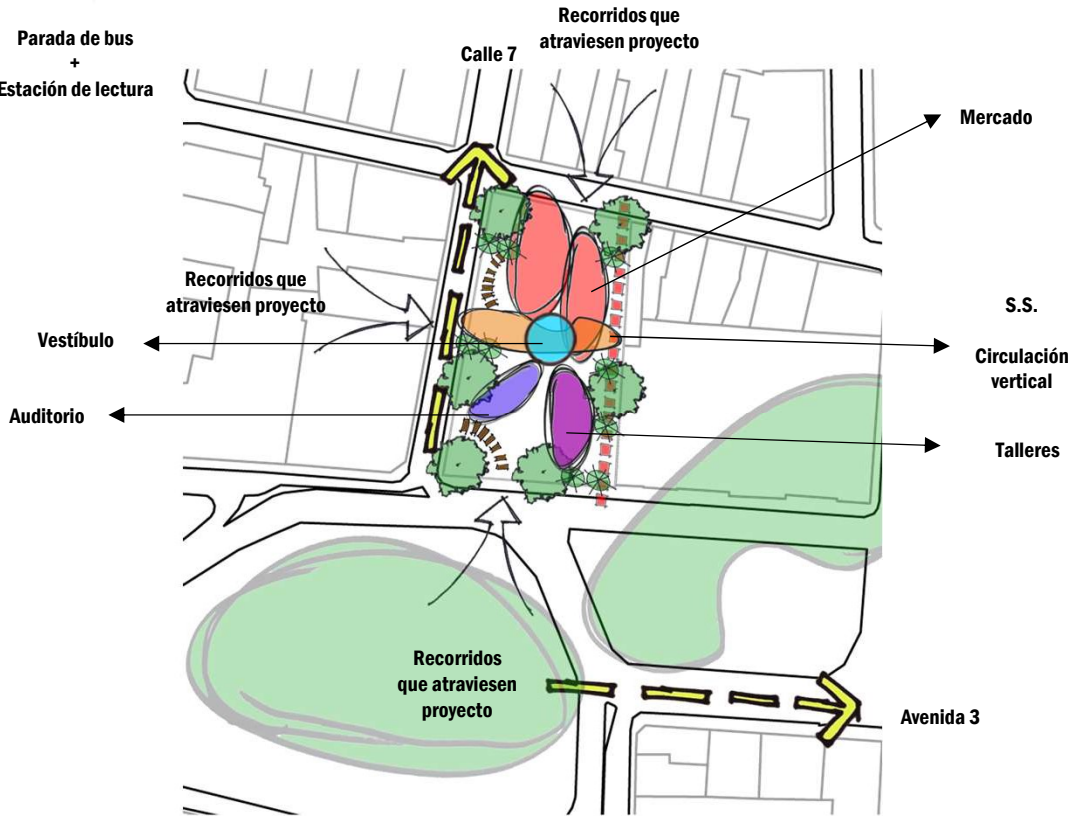 Parada de bus
+
Estación de lectura
Calle 7
Recorridos que
atraviesen proyecto
Mercado
Recorridos que
atraviesen proyecto
Vestíbulo
S.S.
Circulación
vertical
Auditorio
Talleres
Recorridos
que atraviesen
proyecto
Avenida 3